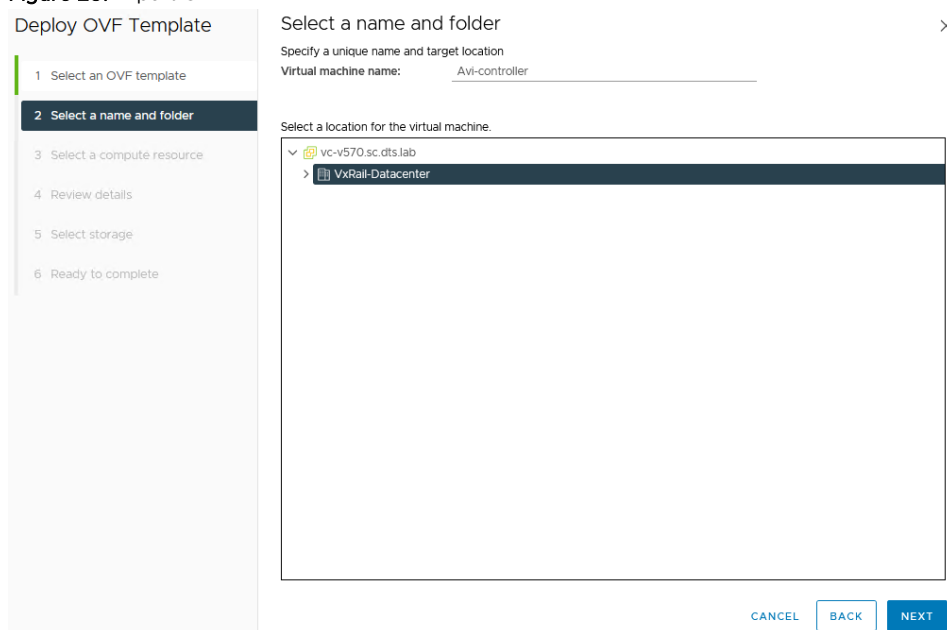 Deploy OVF Template
1 Select an OVF template
2 Select a name and folder
3 Select a compute resource
4 Review details
5 Select storage
6 Ready to complete
Select a name and folder
Specify a unique name and target location
Virtual machine name: Avi-controller
Select a location for the virtual machine.
vc-v570.sc.dts.lab
VxRail-Datacenter
CANCEL BACK NEXT